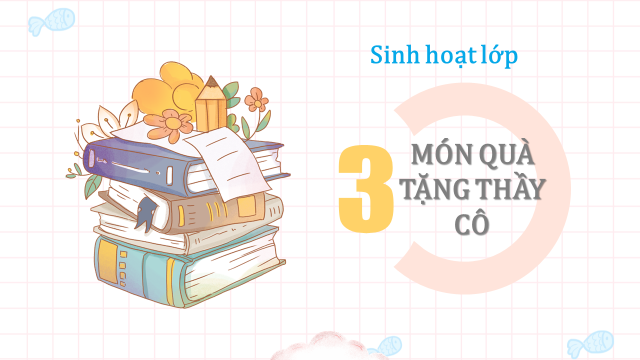 Sinh hoạt lớp
3
MÓN QUÀ
TẶNG THẦY
CÔ